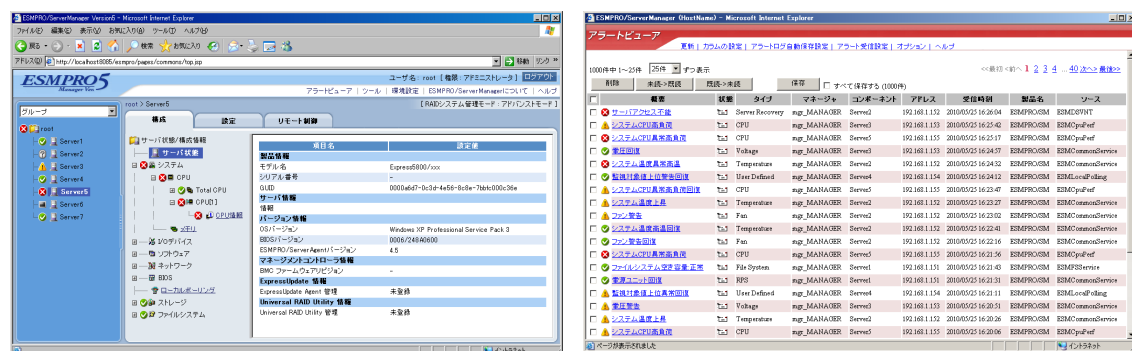 ESMPRO/ServerManager Version5 - Microsoft Internet Explorer
ファイル(F) 編集(E) 表示(V) お気に入り(A) ツール(T) ヘルプ(H)
戻る
検索 お気に入り
アドレス(D) http://localhost8085/esmpro/pages/commons/top.jsp 移動 リンク »
ESMPRO5
Manager Ver.5
ユーザ名: root [ 権限: アドミニストレータ ] ログアウト
アラートビューア | ツール | 環境設定 | ESMPRO/ServerManagerについて | ヘルプ
グループ
root
Server1
Server2
Server3
Server4
Server5
Server6
Server7
root > Server5
[ RAIDシステム管理モード : アドバンストモード ]
構成 設定 リモート制御
サーバ状態/構成情報
サーバ状態
システム
CPU
Total CPU
CPU[1]
CPU情報
メモリ
I/Oデバイス
ソフトウェア
ネットワーク
BIOS
ローカルポーリング
ストレージ
ファイルシステム
項目名 設定値
製品情報
モデル名 Express5800/xxx
シリアル番号 -
サーバ情報
情報
バージョン情報
OSバージョン Windows XP Professional Service Pack 3
BIOSバージョン 0006/248A0600
ESMPRO/ServerAgentバージョン 4.5
マネージメントコントローラ情報
BMC ファームウェアリビジョン -
ExpressUpdate 情報
ExpressUpdate Agent 管理 未登録
Universal RAID Utility 情報
Universal RAID Utility 管理 未登録
イントラネット
ESMPRO/ServerManager (HostName) - Microsoft Internet Explorer
アラートビューア
更新 | カラムの設定 | アラートログ自動保存設定 | アラート受信設定 | オプション | ヘルプ
1000件中 1～25件 25件 ずつ表示 <<最初 <前へ 1 2 3 4 ... 40 次へ> 最後>>
削除 未読->既読 既読->未読 保存 すべて保存する (1000件)
概要 状態 タイプ マネージャ コンポーネント アドレス 受信時刻 製品名 ソース
サーバアクセス不能 Server Recovery mgr_MANAGER Server2 192.168.1.152 2010/05/25 16:26:04 ESMPRO/SM ESMDSVNT
システムCPU高負荷 CPU mgr_MANAGER Server3 192.168.1.153 2010/05/25 16:25:42 ESMPRO/SM ESMCpuPerf
システムCPU異常高負荷 CPU mgr_MANAGER Server5 192.168.1.155 2010/05/25 16:25:17 ESMPRO/SM ESMCpuPerf
電圧回復 Voltage mgr_MANAGER Server3 192.168.1.153 2010/05/25 16:24:57 ESMPRO/SM ESMCommonService
システム温度異常高温 Temperature mgr_MANAGER Server2 192.168.1.152 2010/05/25 16:24:32 ESMPRO/SM ESMCommonService
監視対象値上位警告回復 User Defined mgr_MANAGER Server4 192.168.1.154 2010/05/25 16:24:12 ESMPRO/SM ESMLocalPolling
システムCPU異常高負荷回復 CPU mgr_MANAGER Server5 192.168.1.155 2010/05/25 16:23:47 ESMPRO/SM ESMCpuPerf
システム温度上昇 Temperature mgr_MANAGER Server2 192.168.1.152 2010/05/25 16:23:27 ESMPRO/SM ESMCommonService
ファン警告 Fan mgr_MANAGER Server2 192.168.1.152 2010/05/25 16:23:02 ESMPRO/SM ESMCommonService
システム温度高温回復 Temperature mgr_MANAGER Server2 192.168.1.152 2010/05/25 16:22:41 ESMPRO/SM ESMCommonService
ファン警告回復 Fan mgr_MANAGER Server2 192.168.1.152 2010/05/25 16:22:16 ESMPRO/SM ESMCommonService
システムCPU異常高負荷 CPU mgr_MANAGER Server5 192.168.1.155 2010/05/25 16:21:56 ESMPRO/SM ESMCpuPerf
ファイルシステム空き容量正常 File System mgr_MANAGER Server1 192.168.1.151 2010/05/25 16:21:43 ESMPRO/SM ESMFSService
電源ユニット回復 RPS mgr_MANAGER Server1 192.168.1.151 2010/05/25 16:21:31 ESMPRO/SM ESMCommonService
監視対象値上位異常回復 User Defined mgr_MANAGER Server4 192.168.1.154 2010/05/25 16:21:11 ESMPRO/SM ESMLocalPolling
電圧警告 Voltage mgr_MANAGER Server3 192.168.1.153 2010/05/25 16:20:51 ESMPRO/SM ESMCommonService
システム温度上昇 Temperature mgr_MANAGER Server2 192.168.1.152 2010/05/25 16:20:26 ESMPRO/SM ESMCommonService
システムCPU高負荷 CPU mgr_MANAGER Server5 192.168.1.155 2010/05/25 16:20:06 ESMPRO/SM ESMCpuPerf
ページが表示されました イントラネット